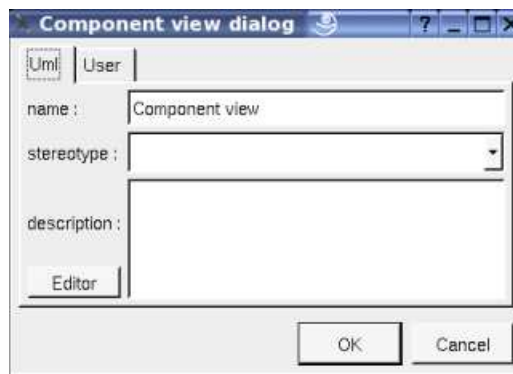 Component view dialog
Uml User
name : Component view
stereotype :
description :
Editor
OK Cancel